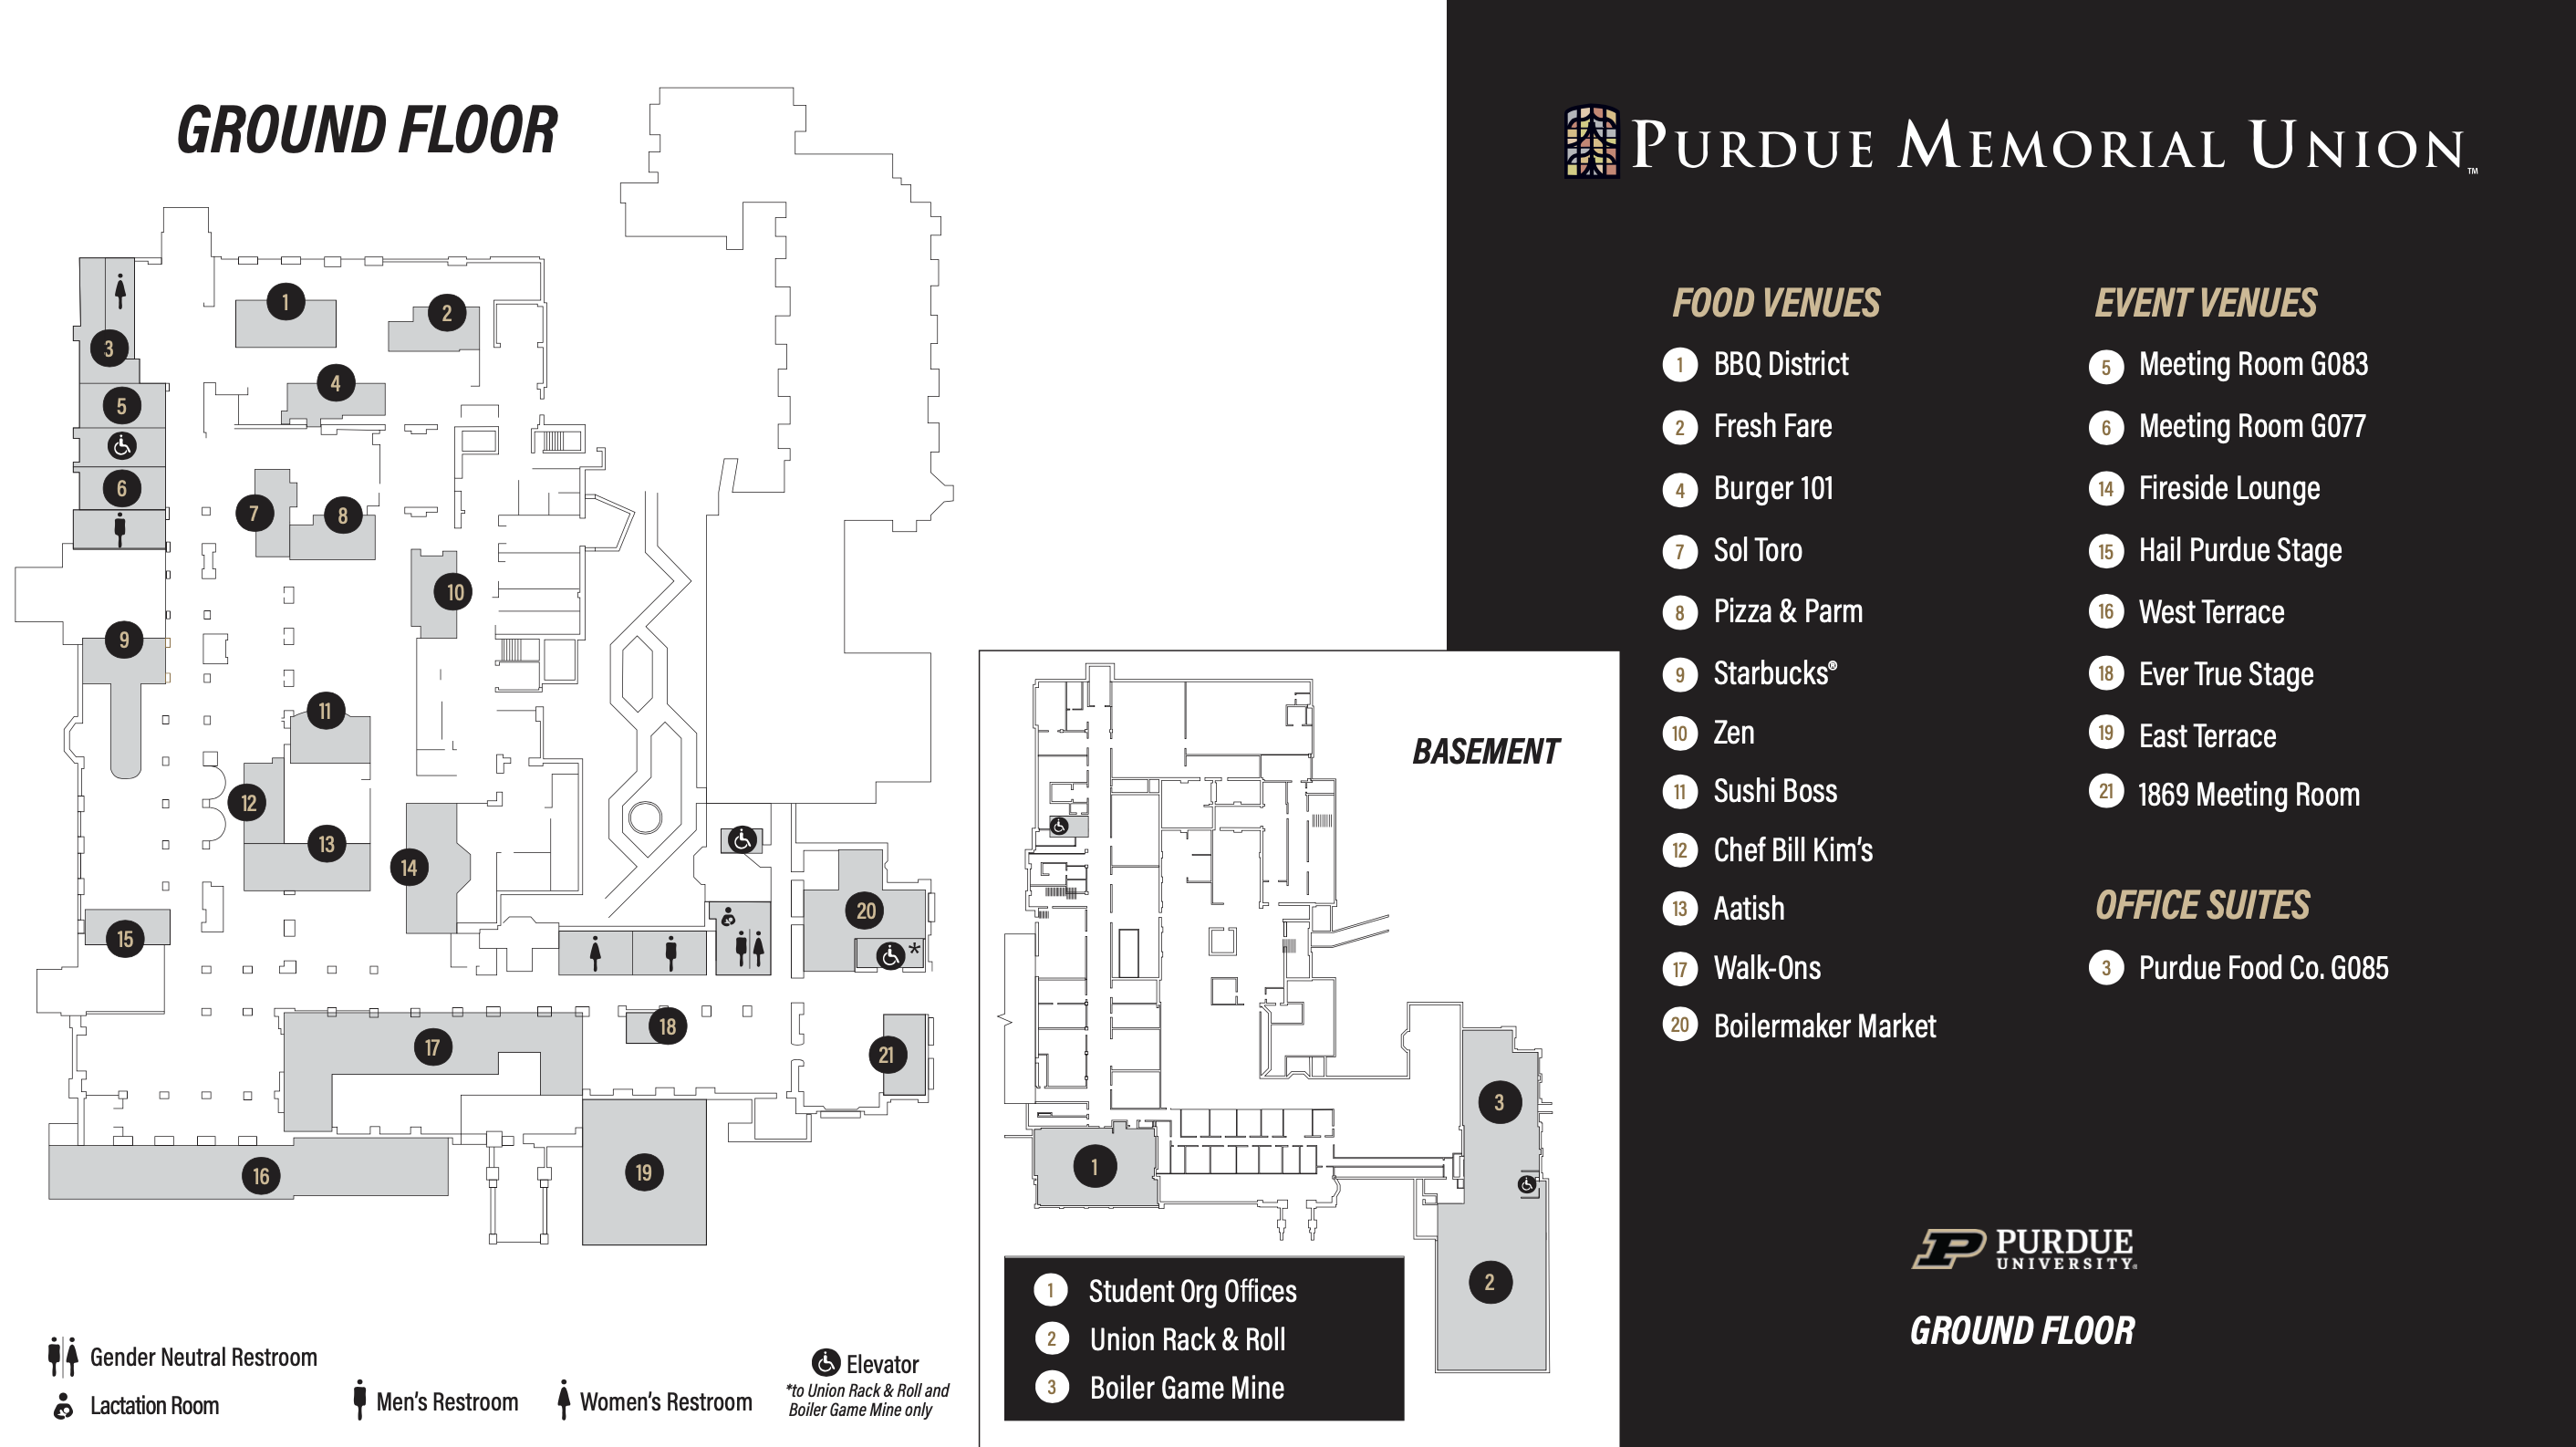 GROUND FLOOR
1
2
3
4
5
6
7
8
9
10
11
12
13
14
15
16
17
18
19
20
*
21
Gender Neutral Restroom
Lactation Room
Men's Restroom
Women's Restroom
Elevator
*to Union Rack & Roll and
Boiler Game Mine only
BASEMENT
1
2
3
1 Student Org Offices
2 Union Rack & Roll
3 Boiler Game Mine
PURDUE MEMORIAL UNION™
FOOD VENUES
1 BBQ District
2 Fresh Fare
4 Burger 101
7 Sol Toro
8 Pizza & Parm
9 Starbucks®
10 Zen
11 Sushi Boss
12 Chef Bill Kim's
13 Aatish
17 Walk-Ons
20 Boilermaker Market
EVENT VENUES
5 Meeting Room G083
6 Meeting Room G077
14 Fireside Lounge
15 Hail Purdue Stage
16 West Terrace
18 Ever True Stage
19 East Terrace
21 1869 Meeting Room
OFFICE SUITES
3 Purdue Food Co. G085
P PURDUE
UNIVERSITY®
GROUND FLOOR